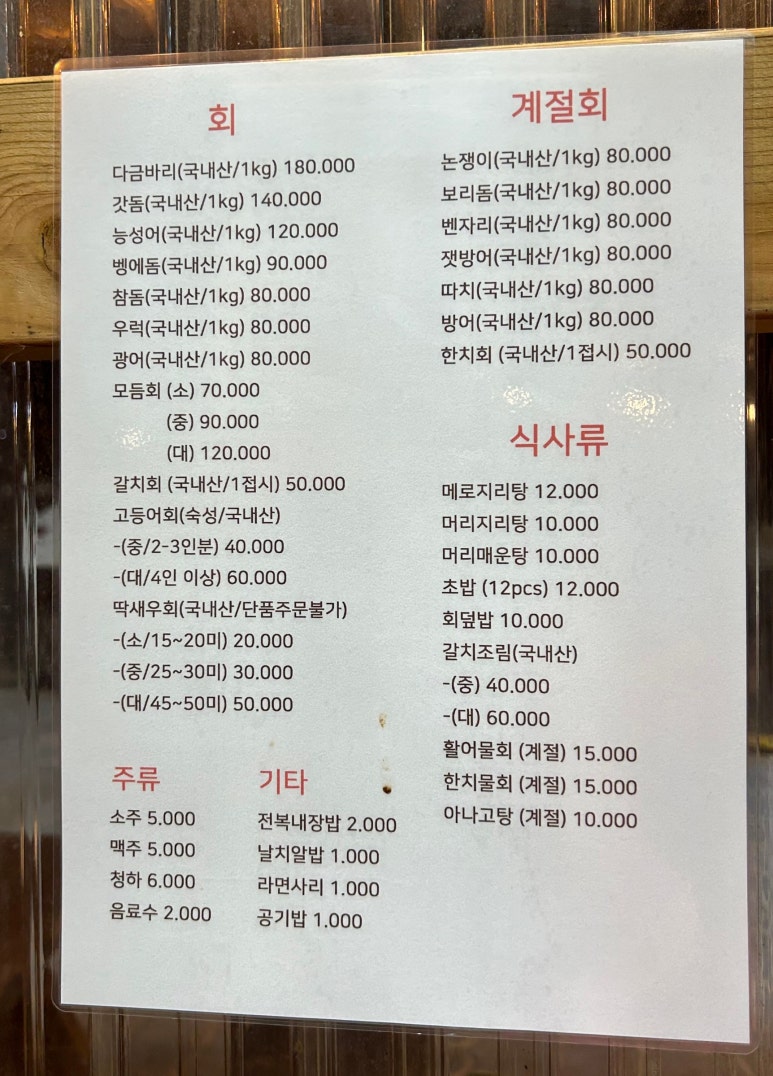 회
다금바리(국내산/1kg) 180.000
갓돔(국내산/1kg) 140.000
능성어(국내산/1kg) 120.000
벵에돔(국내산/1kg) 90.000
참돔(국내산/1kg) 80.000
우럭(국내산/1kg) 80.000
광어(국내산/1kg) 80.000
모듬회 (소) 70.000
(중) 90.000
(대) 120.000
갈치회 (국내산/1접시) 50.000
고등어회(숙성/국내산)
-(중/2-3인분) 40.000
-(대/4인 이상) 60.000
딱새우회(국내산/단품주문불가)
-(소/15~20미) 20.000
-(중/25~30미) 30.000
-(대/45~50미) 50.000
계절회
논쟁이(국내산/1kg) 80.000
보리돔(국내산/1kg) 80.000
벤자리(국내산/1kg) 80.000
잿방어(국내산/1kg) 80.000
따치(국내산/1kg) 80.000
방어(국내산/1kg) 80.000
한치회 (국내산/1접시) 50.000
식사류
메로지리탕 12.000
머리지리탕 10.000
머리매운탕 10.000
초밥 (12pcs) 12.000
회덮밥 10.000
갈치조림(국내산)
-(중) 40.000
-(대) 60.000
활어물회 (계절) 15.000
한치물회 (계절) 15.000
아나고탕 (계절) 10.000
주류
소주 5.000
맥주 5.000
청하 6.000
음료수 2.000
기타
전복내장밥 2.000
날치알밥 1.000
라면사리 1.000
공기밥 1.000